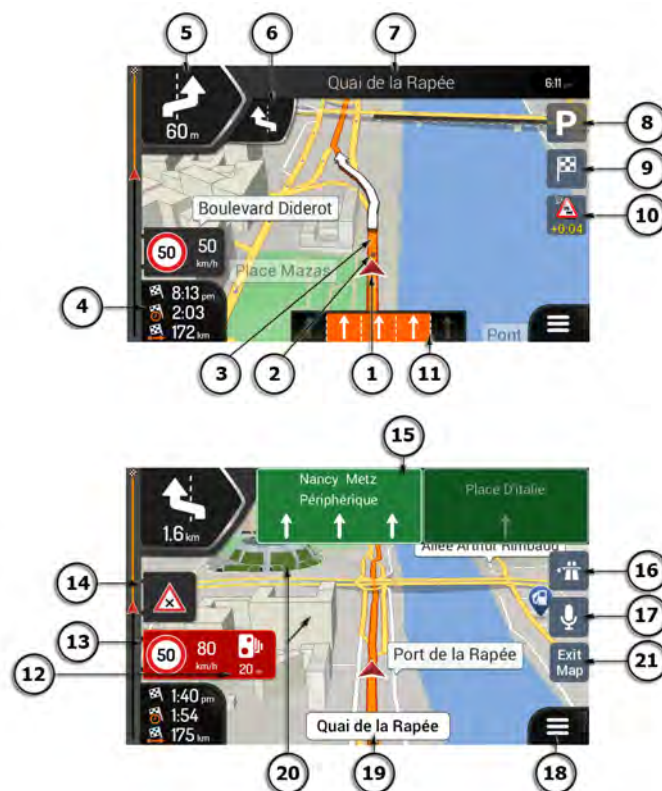 5 6 7
Quai de la Rapée 6:11 pm
60 m
P 8
9
+0:04 10
Boulevard Diderot
50 50
km/h
Place Mazas
4 8:13 pm
2:03
172 km
Pont
3 2 1 11
15
Nancy Metz
Périphérique
Place D'italie
1.6 km
Allée Arthur Rimbaud
14 16
13 50 80
km/h
20 m
12 17
Port de la Rapée
Exit
Map 21
1:40 pm
1:54
175 km
Quai de la Rapée
20 19 18